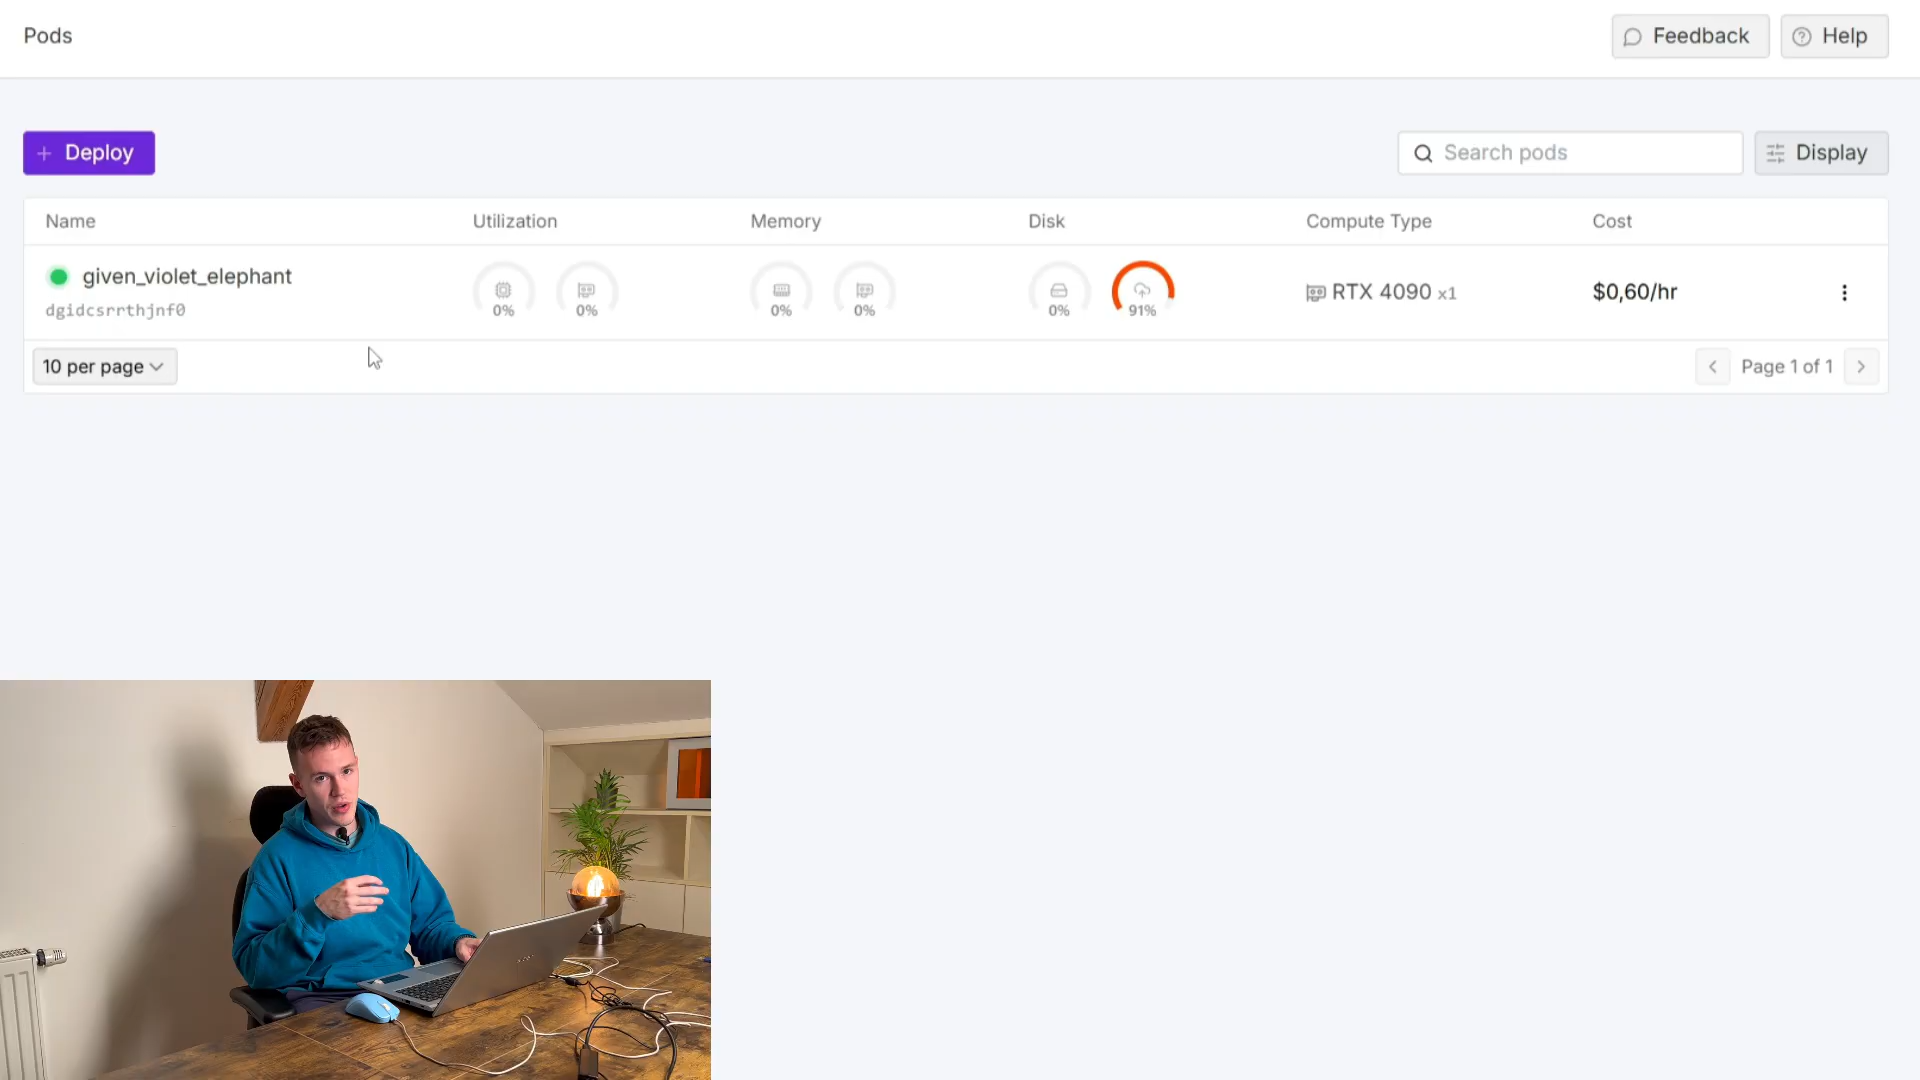 Pods
Feedback
Help
+ Deploy
Search pods
Display
Name
Utilization
Memory
Disk
Compute Type
Cost
given_violet_elephant
dgidcsrrthjnf0
0%
0%
0%
0%
0%
91%
RTX 4090 x1
$0,60/hr
10 per page
Page 1 of 1